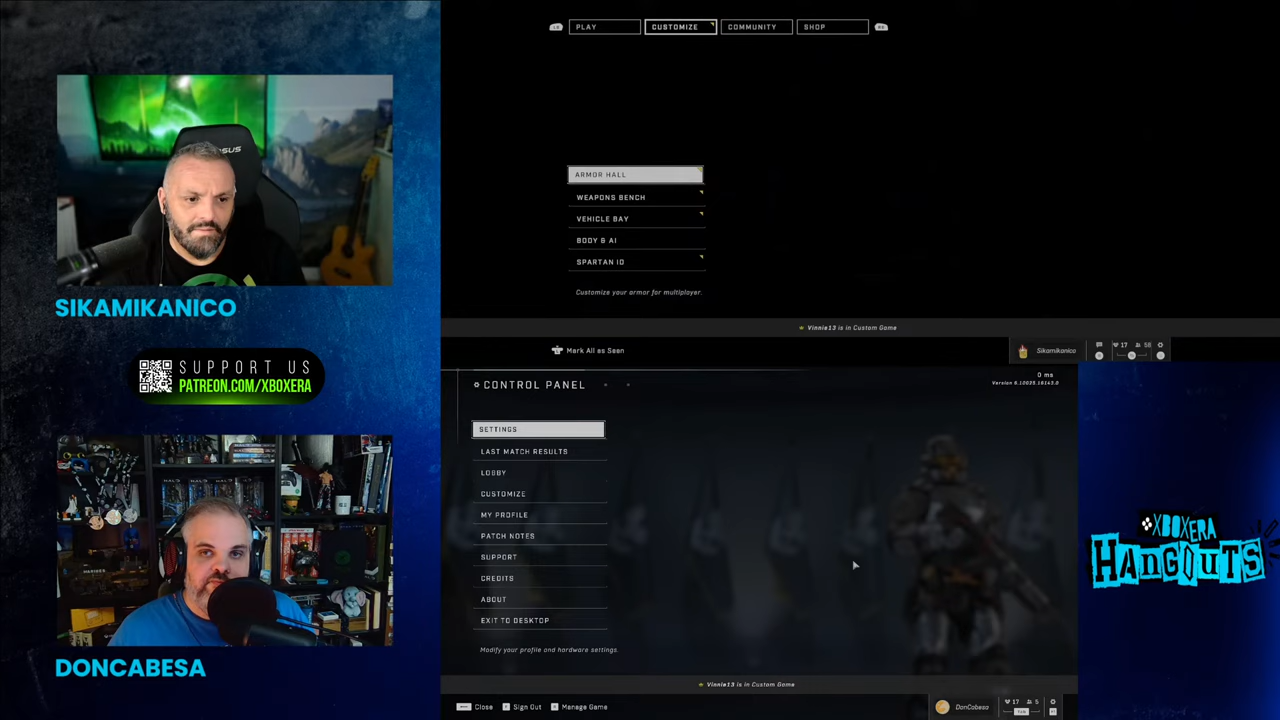 SIKAMIKANICO
SUPPORT US
PATREON.COM/XBOXERA
DONCABESA
PLAY
CUSTOMIZE
COMMUNITY
SHOP
ARMOR HALL
WEAPONS BENCH
VEHICLE BAY
BODY & AI
SPARTAN ID
Customize your armor for multiplayer.
Vinnie13 is in Custom Game
Mark All as Seen
Sikamikanico
17
CONTROL PANEL
0 ms
SETTINGS
LAST MATCH RESULTS
LOBBY
CUSTOMIZE
MY PROFILE
PATCH NOTES
SUPPORT
CREDITS
ABOUT
EXIT TO DESKTOP
Modify your profile and hardware settings.
Vinnie13 is in Custom Game
Close
Sign Out
Manage Game
DonCabesa
17
5
XBOXERA
HANGOUTS